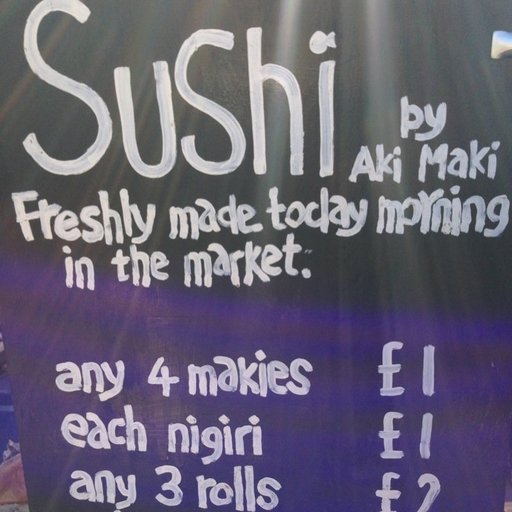 Sushi
by
Aki Maki
Freshly made today morning
in the market.
any 4 makies £1
each nigiri £1
any 3 rolls £2